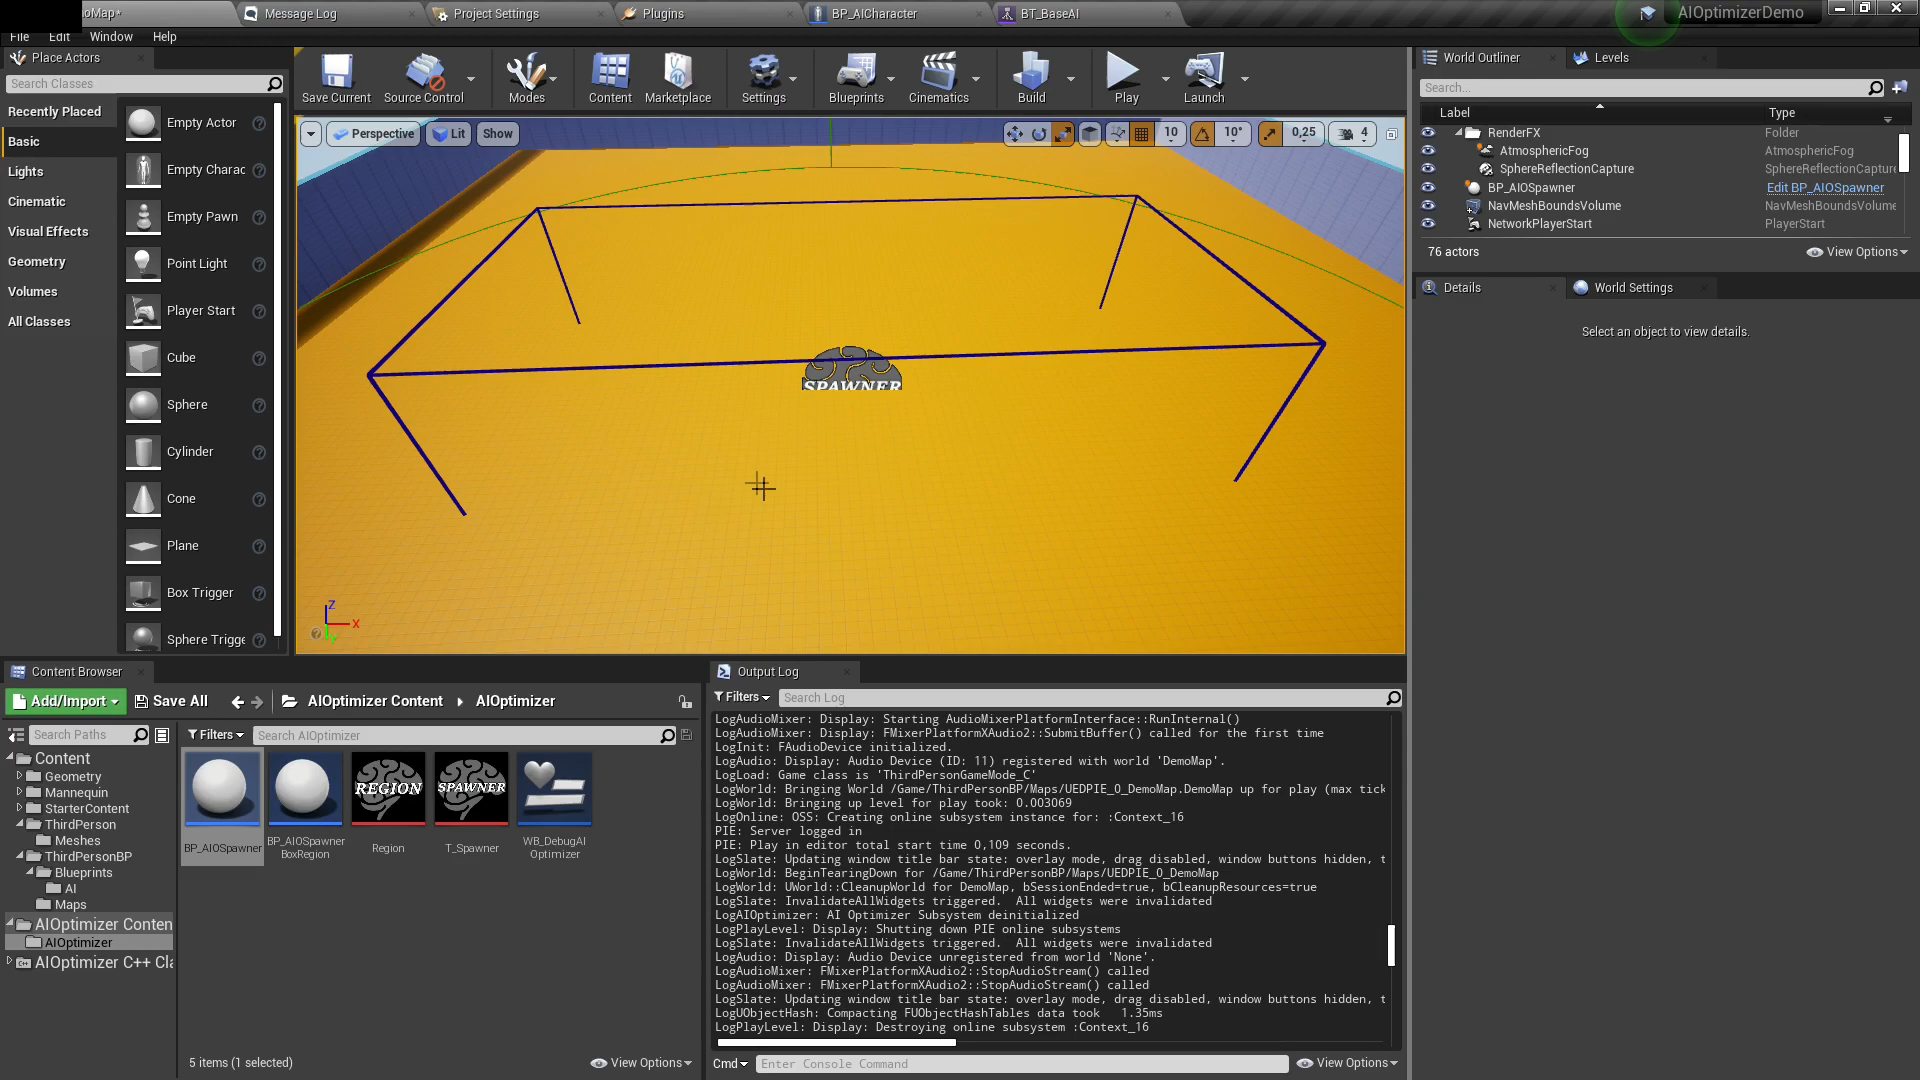 oMap*
Message Log
Project Settings
Plugins
BP_AICharacter
BT_BaseAI
AIOptimizerDemo
File
Edit
Window
Help
Place Actors
Search Classes
Recently Placed
Basic
Lights
Cinematic
Visual Effects
Geometry
Volumes
All Classes
Empty Actor
Empty Charac
Empty Pawn
Point Light
Player Start
Cube
Sphere
Cylinder
Cone
Plane
Box Trigger
Sphere Trigge
Save Current
Source Control
Modes
Content
Marketplace
Settings
Blueprints
Cinematics
Build
Play
Launch
Perspective
Lit
Show
10
10°
0,25
4
SPAWNER
Z
X
Y
World Outliner
Levels
Search...
Label
Type
RenderFX
Folder
AtmosphericFog
AtmosphericFog
SphereReflectionCapture
SphereReflectionCapture
BP_AIOSpawner
Edit BP_AIOSpawner
NavMeshBoundsVolume
NavMeshBoundsVolume
NetworkPlayerStart
PlayerStart
76 actors
View Options
Details
World Settings
Select an object to view details.
Content Browser
Add/Import
Save All
AIOptimizer Content
AIOptimizer
Search Paths
Filters
Search AIOptimizer
Content
Geometry
Mannequin
StarterContent
ThirdPerson
Meshes
ThirdPersonBP
Blueprints
AI
Maps
AIOptimizer Conten
AIOptimizer
AIOptimizer C++ Cla
REGION
SPAWNER
BP_AIOSpawner
BP_AIOSpawner
BoxRegion
Region
T_Spawner
WB_DebugAI
Optimizer
5 items (1 selected)
View Options
Output Log
Filters
Search Log
LogAudioMixer: Display: Starting AudioMixerPlatformInterface::RunInternal()
LogAudioMixer: Display: FMixerPlatformXAudio2::SubmitBuffer() called for the first time
LogInit: FAudioDevice initialized.
LogAudio: Display: Audio Device (ID: 11) registered with world 'DemoMap'.
LogLoad: Game class is 'ThirdPersonGameMode_C'
LogWorld: Bringing World /Game/ThirdPersonBP/Maps/UEDPIE_0_DemoMap.DemoMap up for play (max tick
LogWorld: Bringing up level for play took: 0.003069
LogOnline: OSS: Creating online subsystem instance for: :Context_16
PIE: Server logged in
PIE: Play in editor total start time 0,109 seconds.
LogSlate: Updating window title bar state: overlay mode, drag disabled, window buttons hidden, t
LogWorld: BeginTearingDown for /Game/ThirdPersonBP/Maps/UEDPIE_0_DemoMap
LogWorld: UWorld::CleanupWorld for DemoMap, bSessionEnded=true, bCleanupResources=true
LogSlate: InvalidateAllWidgets triggered.  All widgets were invalidated
LogAIOptimizer: AI Optimizer Subsystem deinitialized
LogPlayLevel: Display: Shutting down PIE online subsystems
LogSlate: InvalidateAllWidgets triggered.  All widgets were invalidated
LogAudio: Display: Audio Device unregistered from world 'None'.
LogAudioMixer: FMixerPlatformXAudio2::StopAudioStream() called
LogAudioMixer: FMixerPlatformXAudio2::StopAudioStream() called
LogSlate: Updating window title bar state: overlay mode, drag disabled, window buttons hidden, t
LogUObjectHash: Compacting FUObjectHashTables data took   1.35ms
LogPlayLevel: Display: Destroying online subsystem :Context_16
Cmd
Enter Console Command
View Options